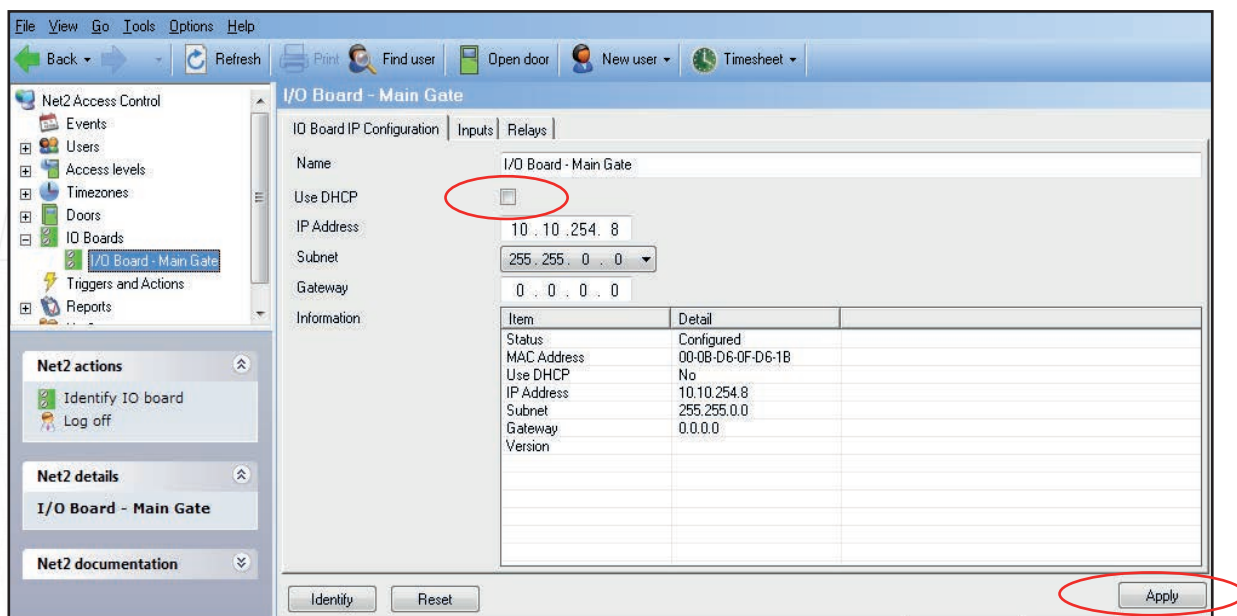 File View Go Tools Options Help
Back Refresh Print Find user Open door New user Timesheet
Net2 Access Control
Events
Users
Access levels
Timezones
Doors
IO Boards
I/O Board - Main Gate
Triggers and Actions
Reports
Net2 actions
Identify IO board
Log off
Net2 details
I/O Board - Main Gate
Net2 documentation
I/O Board - Main Gate
IO Board IP Configuration Inputs Relays
Name I/O Board - Main Gate
Use DHCP
IP Address 10 . 10 .254. 8
Subnet 255.255. 0 . 0
Gateway 0 . 0 . 0 . 0
Information Item Detail
Status Configured
MAC Address 00-0B-D6-0F-D6-1B
Use DHCP No
IP Address 10.10.254.8
Subnet 255.255.0.0
Gateway 0.0.0.0
Version
Identify Reset Apply